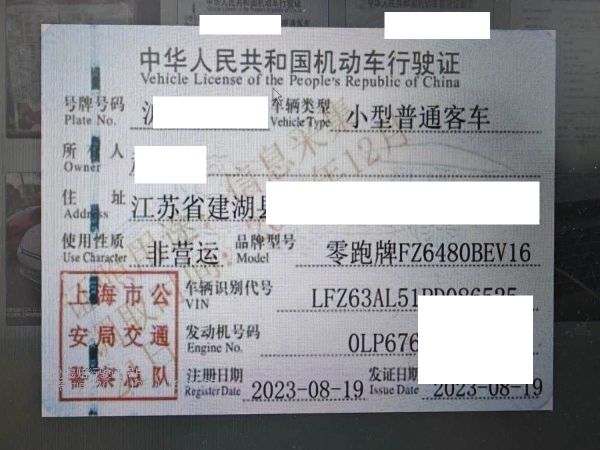 中华人民共和国机动车行驶证
Vehicle License of the People's Republic of China
号牌号码 车辆类型 小型普通客车
Plate No. Vehicle Type
所有人
Owner
住址 江苏省建湖县
Address
使用性质 非营运 品牌型号 零跑牌FZ6480BEV16
Use Character Model
上海市公
安局交通
警察总队
车辆识别代号 LFZ63AL51
VIN
发动机号码 0LP676
Engine No.
注册日期 2023-08-19 发证日期 2023-08-19
Register Date Issue Date